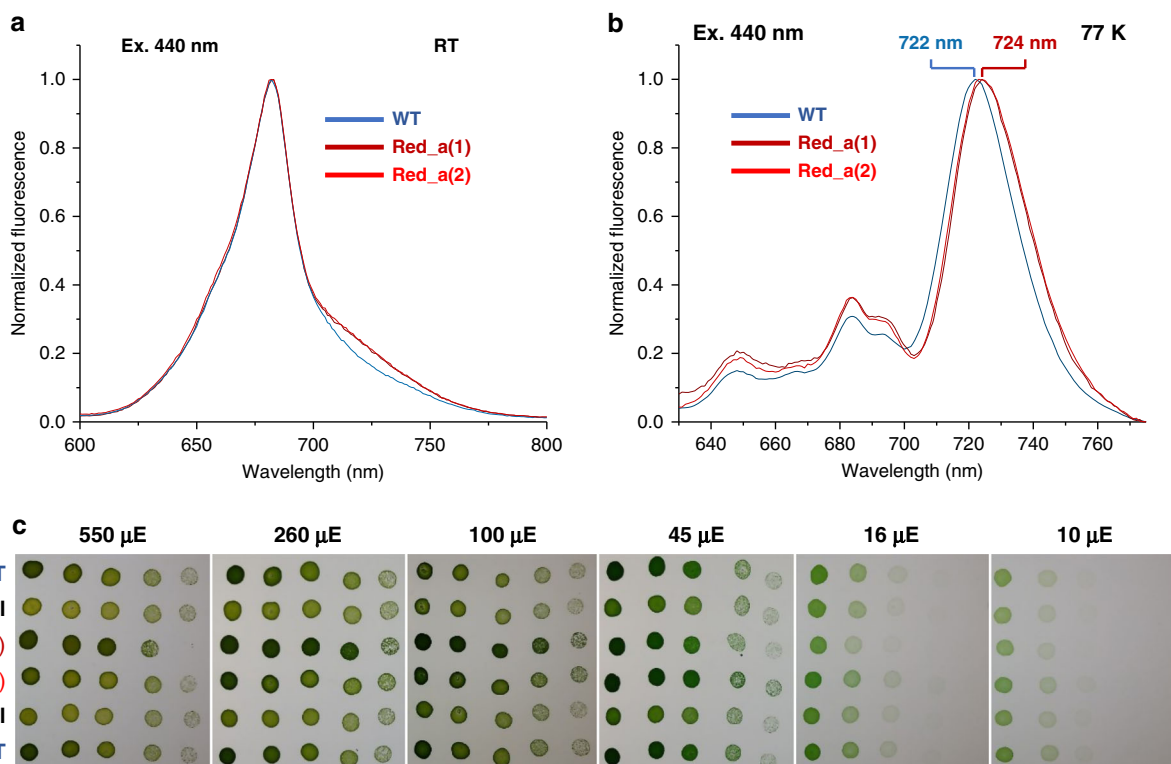 a
Ex. 440 nm
RT
WT
Red_a(1)
Red_a(2)
1.0
0.8
0.6
0.4
0.2
0.0
Normalized fluorescence
600
650
700
750
800
Wavelength (nm)
b
Ex. 440 nm
722 nm
724 nm
77 K
WT
Red_a(1)
Red_a(2)
1.0
0.8
0.6
0.4
0.2
0.0
Normalized fluorescence
640
660
680
700
720
740
760
Wavelength (nm)
c
550 µE
260 µE
100 µE
45 µE
16 µE
10 µE
T
l
)
)
l
T